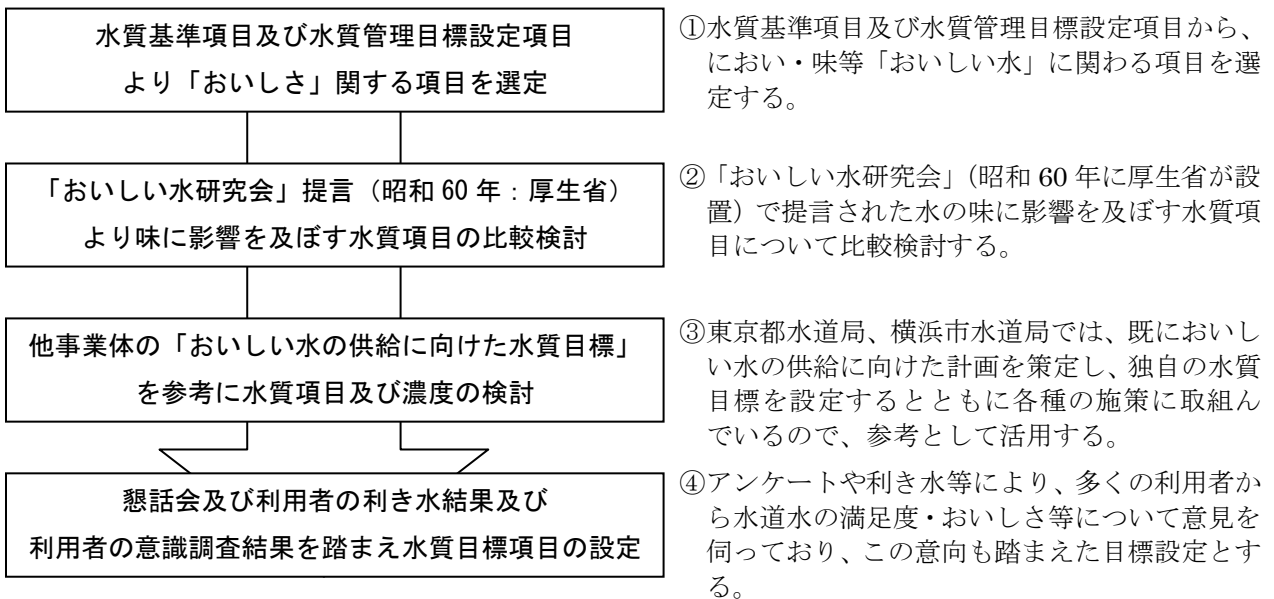 水質基準項目及び水質管理目標設定項目
より「おいしさ」関する項目を選定
①水質基準項目及び水質管理目標設定項目から、
におい・味等「おいしい水」に関わる項目を選
定する。
「おいしい水研究会」提言（昭和 60 年：厚生省）
より味に影響を及ぼす水質項目の比較検討
②「おいしい水研究会」（昭和 60 年に厚生省が設
置）で提言された水の味に影響を及ぼす水質項
目について比較検討する。
他事業体の「おいしい水の供給に向けた水質目標」
を参考に水質項目及び濃度の検討
③東京都水道局、横浜市水道局では、既においし
い水の供給に向けた計画を策定し、独自の水質
目標を設定するとともに各種の施策に取組ん
でいるので、参考として活用する。
懇話会及び利用者の利き水結果及び
利用者の意識調査結果を踏まえ水質目標項目の設定
④アンケートや利き水等により、多くの利用者か
ら水道水の満足度・おいしさ等について意見を
伺っており、この意向も踏まえた目標設定とす
る。